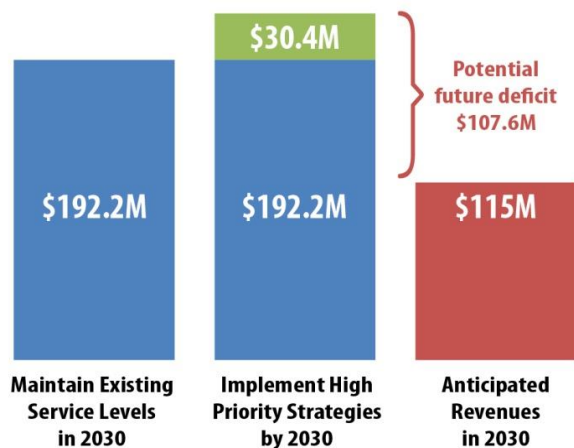 $30.4M
Potential
future deficit
$107.6M
$192.2M
$192.2M
$115M
Maintain Existing
Service Levels
in 2030
Implement High
Priority Strategies
by 2030
Anticipated
Revenues
in 2030